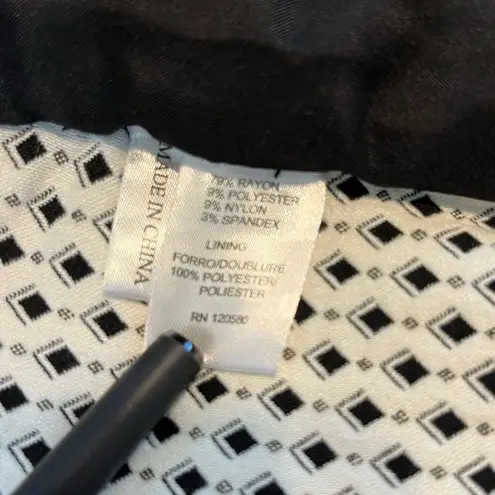 79% RAYON
9% POLYESTER
9% NYLON
3% SPANDEX
LINING
FORRO/DOUBLURE
100% POLYESTER/
POLIESTER
RN 120580
MADE IN CHINA